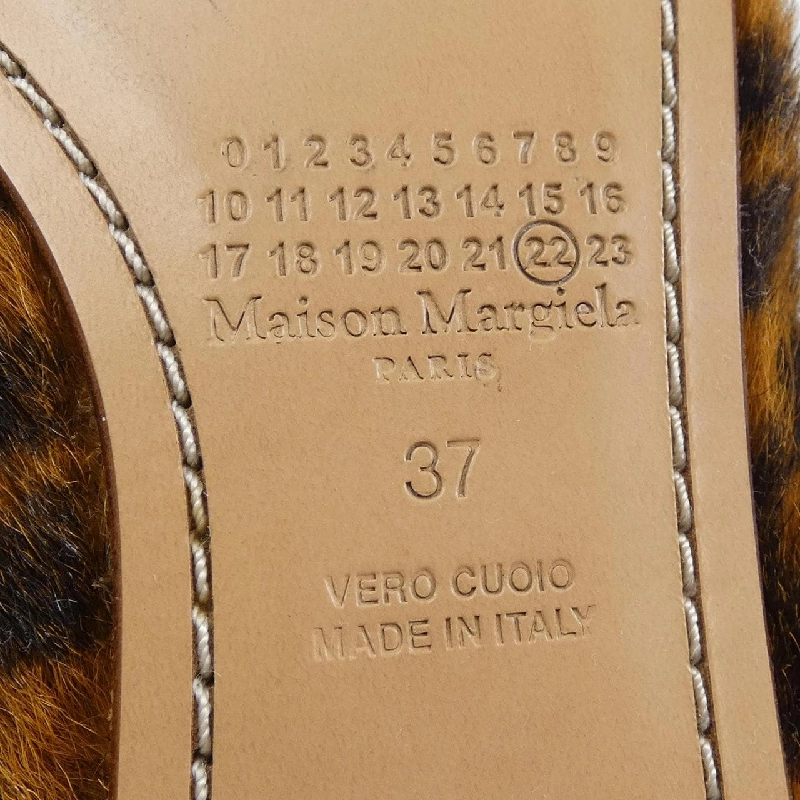 0 1 2 3 4 5 6 7 8 9
10 11 12 13 14 15 16
17 18 19 20 21 22 23
Maison Margiela
PARIS
37
VERO CUOIO
MADE IN ITALY